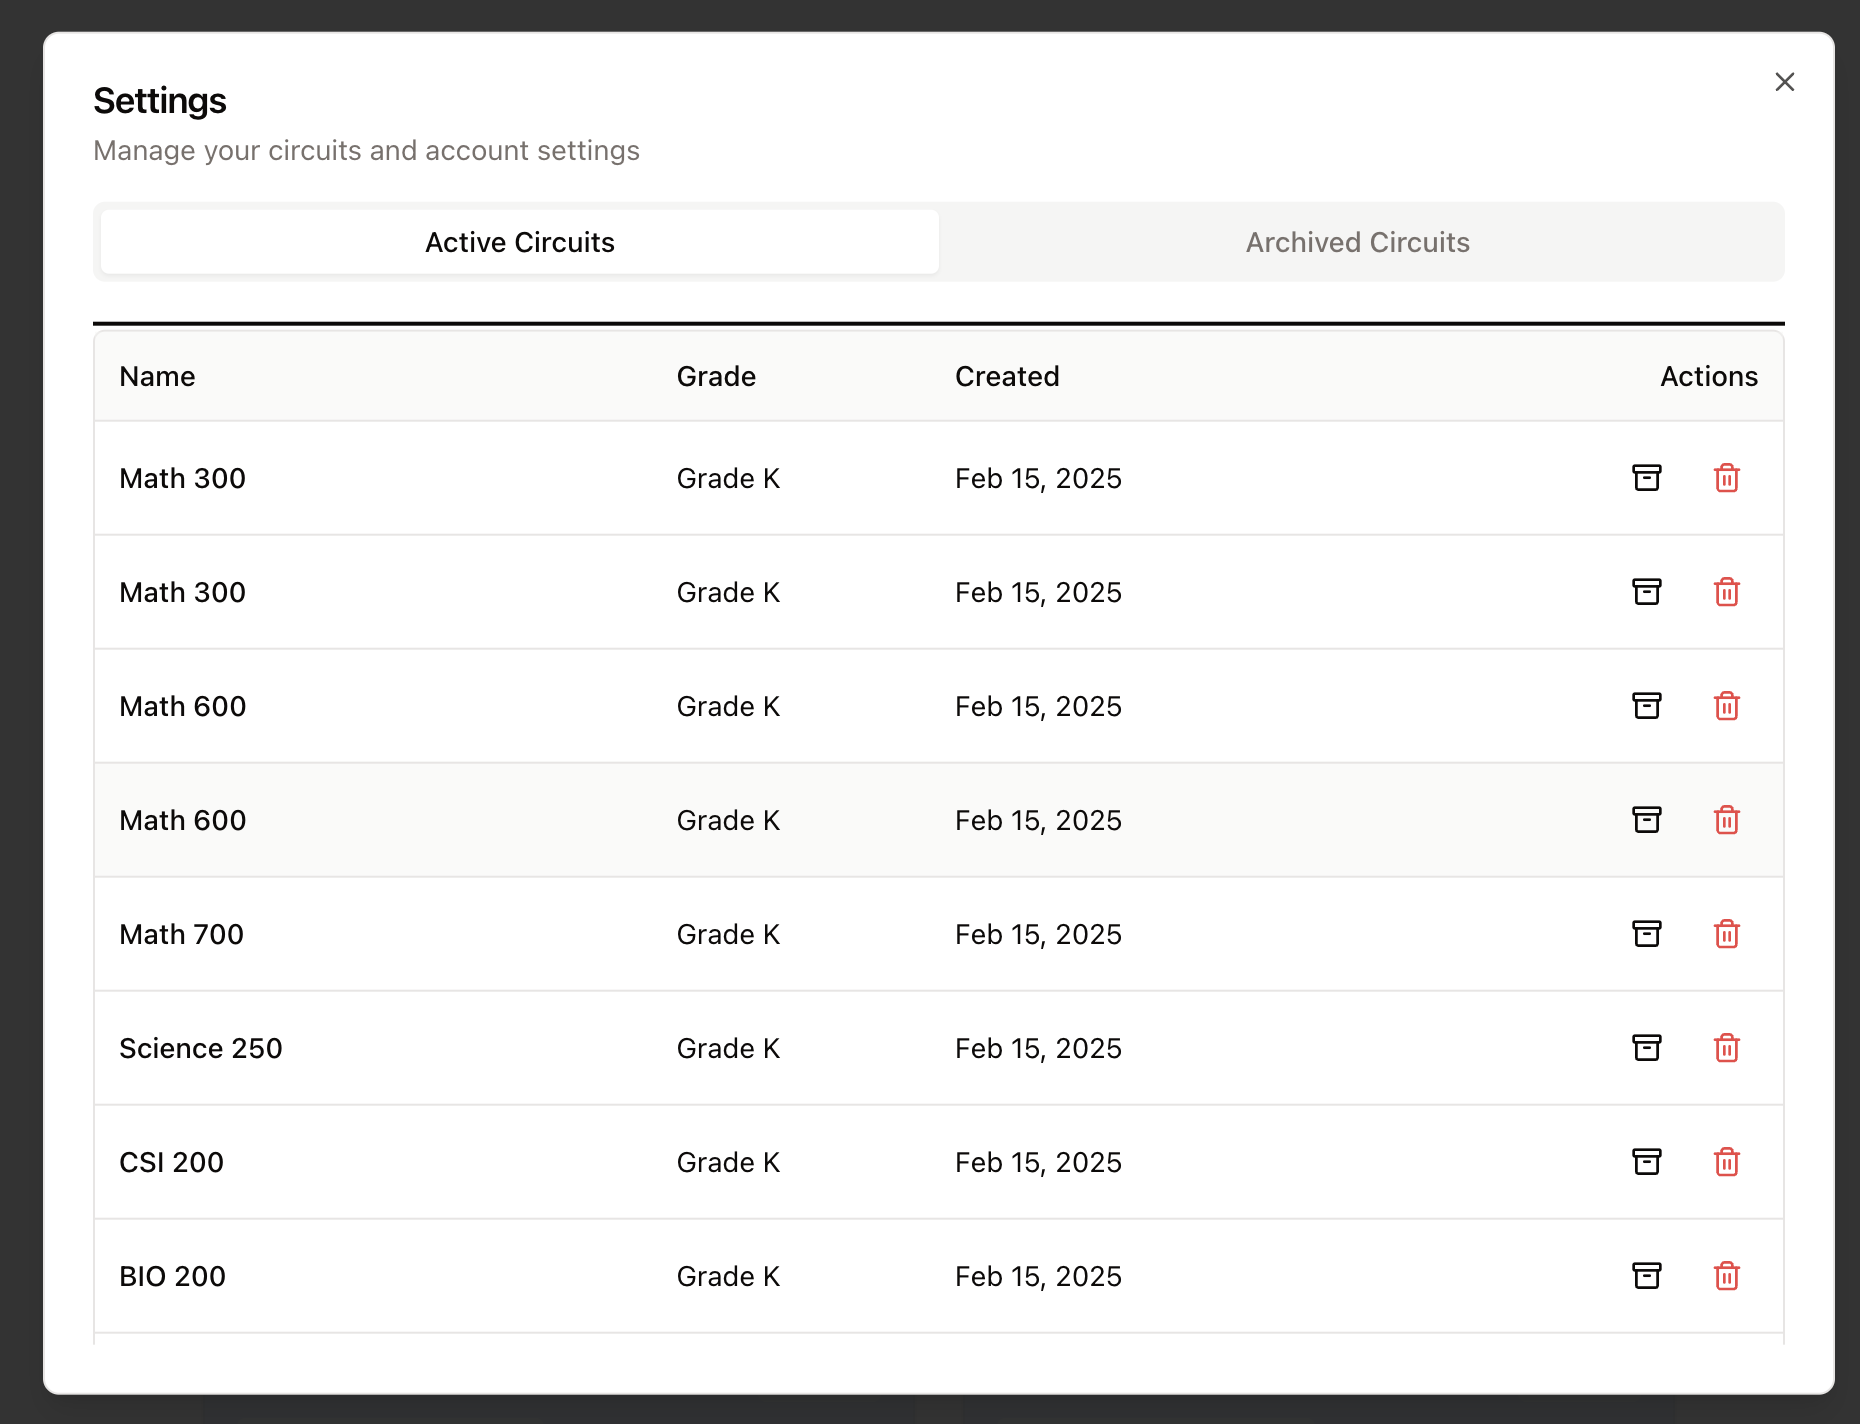 Settings
Manage your circuits and account settings
Active Circuits Archived Circuits
Name Grade Created Actions
Math 300 Grade K Feb 15, 2025
Math 300 Grade K Feb 15, 2025
Math 600 Grade K Feb 15, 2025
Math 600 Grade K Feb 15, 2025
Math 700 Grade K Feb 15, 2025
Science 250 Grade K Feb 15, 2025
CSI 200 Grade K Feb 15, 2025
BIO 200 Grade K Feb 15, 2025